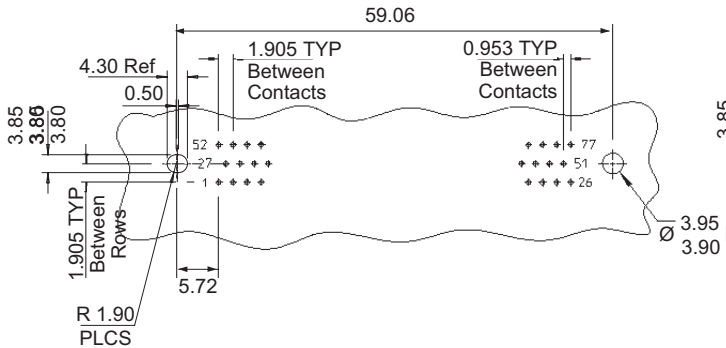 59.06
1.905 TYP
Between
Contacts
0.953 TYP
Between
Contacts
4.30 Ref
0.50
3.85
3.80
3.85
52
77
27
51
1
26
1.905 TYP
Between
Rows
5.72
Ø 3.95
3.90
R 1.90
PLCS